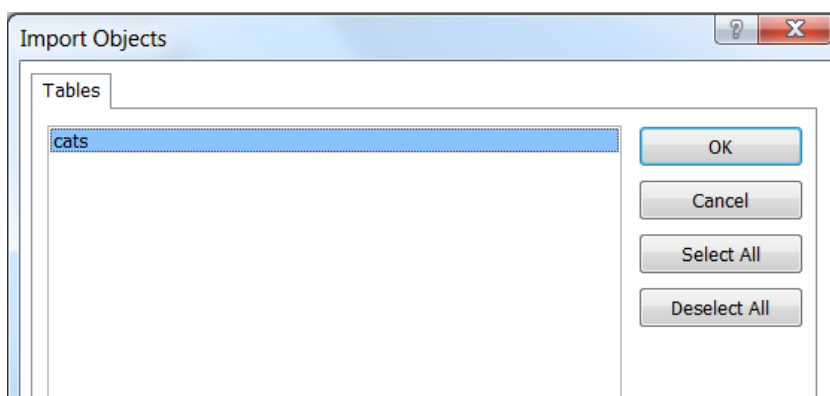 Import Objects
Tables
cats
OK
Cancel
Select All
Deselect All